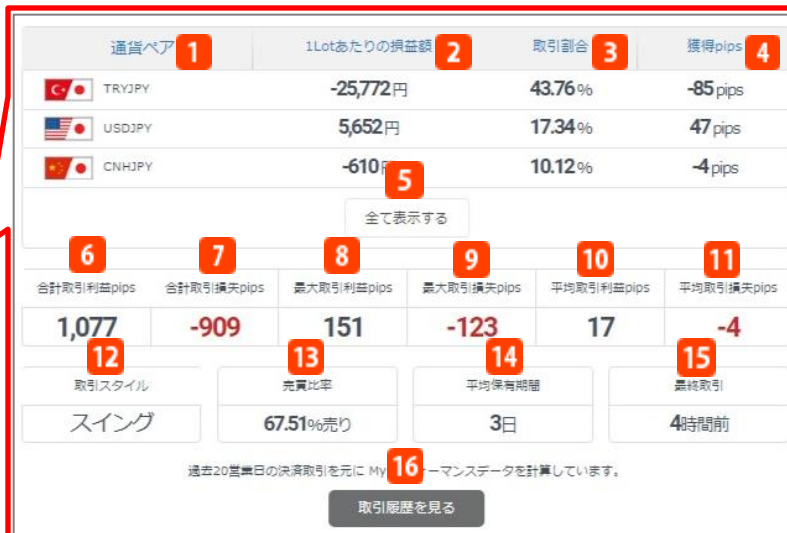 通貨ペア 1 1Lotあたりの損益額 2 取引割合 3 獲得pips 4
TRYJPY -25,772円 43.76% -85 pips
USDJPY 5,652円 17.34% 47 pips
CNHJPY -610 10.12% -4 pips
5
全て表示する
6 7 8 9 10 11
合計取引利益pips 合計取引損失pips 最大取引利益pips 最大取引損失pips 平均取引利益pips 平均取引損失pips
1,077 -909 151 -123 17 -4
12 13 14 15
取引スタイル 売買比率 平均保有期間 最終取引
スイング 67.51%売り 3日 4時間前
過去20営業日の決済取引を元に My 16 ォーマンスデータを計算しています。
取引履歴を見る